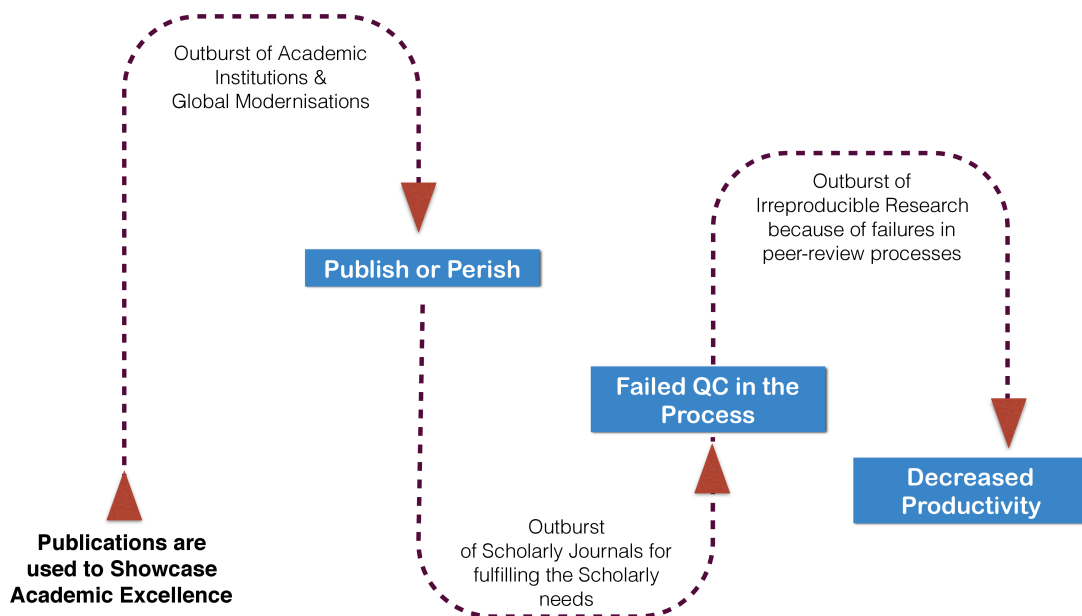 Outburst of Academic
Institutions &
Global Modernisations
Publish or Perish
Outburst of
Irreproducible Research
because of failures in
peer-review processes
Failed QC in the
Process
Decreased
Productivity
Outburst
of Scholarly Journals for
fulfilling the Scholarly
needs
Publications are
used to Showcase
Academic Excellence